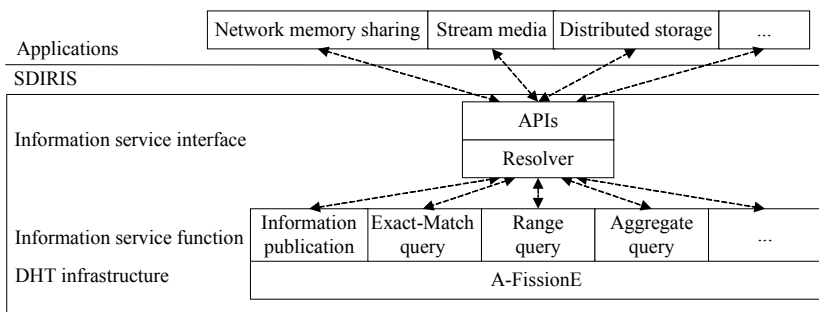 Applications
Network memory sharing
Stream media
Distributed storage
...
SDIRIS
Information service interface
APIs
Resolver
Information service function
Information
publication
Exact-Match
query
Range
query
Aggregate
query
...
DHT infrastructure
A-FissionE